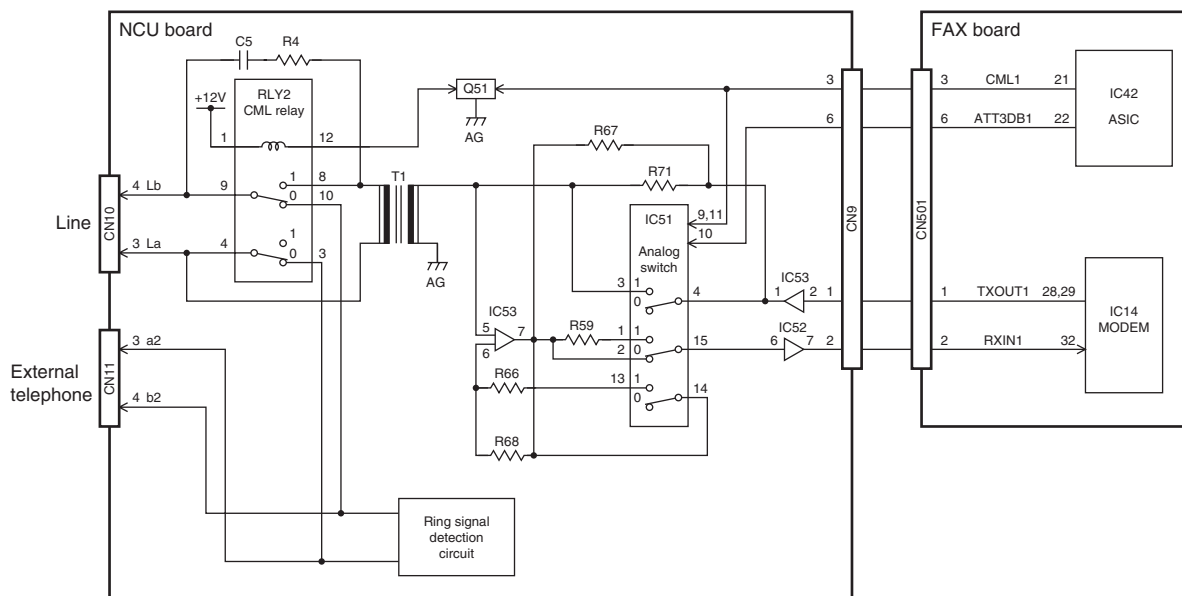 NCU board
FAX board
C5
R4
RLY2
CML relay
+12V
Q51
AG
3
3
CML1
21
6
6
ATT3DB1
22
IC42
ASIC
1
12
R67
4 Lb
9
1
8
0
10
T1
R71
CN10
CN9
CN501
Line
3 La
4
1
0
3
AG
IC51
9,11
10
Analog
switch
3
1
0
4
IC53
1
2
1
1
TXOUT1
28,29
IC14
MODEM
IC53
5
6
7
R59
1
1
2
0
15
IC52
6
7
2
2
RXIN1
32
External
telephone
CN11
3 a2
4 b2
R66
13
1
0
14
R68
Ring signal
detection
circuit